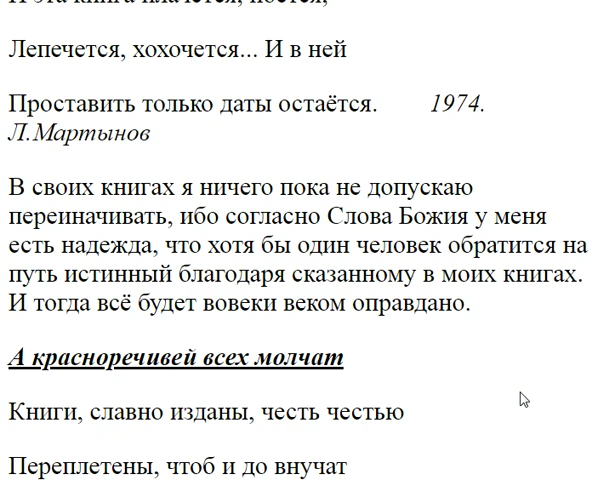 Лепечется, хохочется... И в ней
Проставить только даты остаётся. 1974.
Л.Мартынов
В своих книгах я ничего пока не допускаю
переиначивать, ибо согласно Слова Божия у меня
есть надежда, что хотя бы один человек обратится на
путь истинный благодаря сказанному в моих книгах.
И тогда всё будет вовеки веком оправдано.
А красноречивей всех молчат
Книги, славно изданы, честь честью
Переплетены, чтоб и до внучат